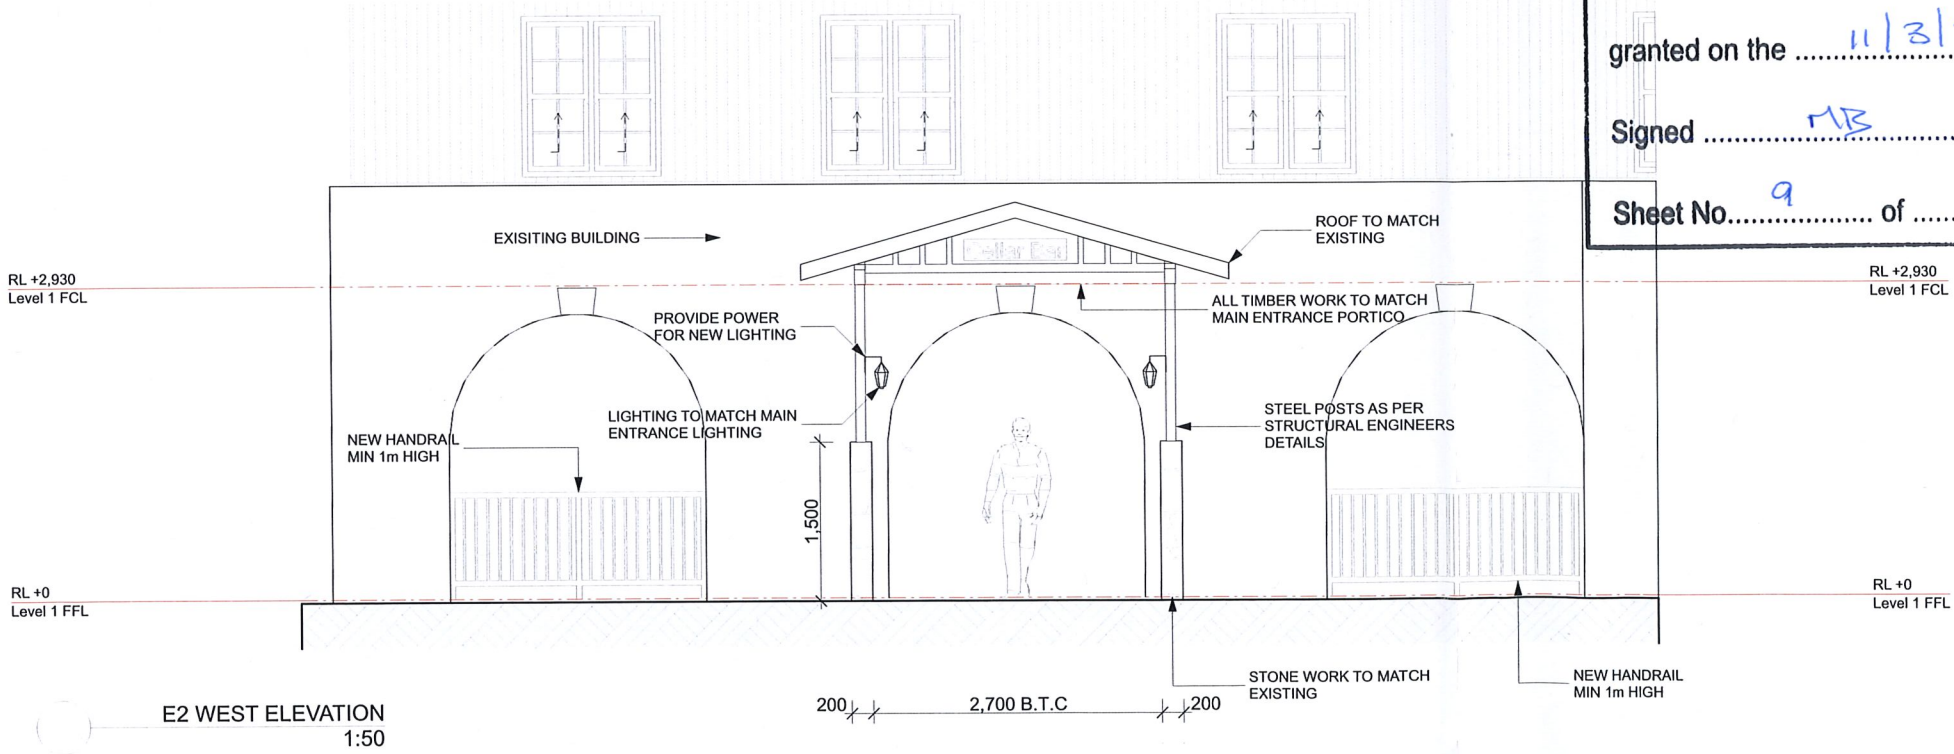 granted on the .......11/3/
Signed .......MB.......
Sheet No.....9..... of ......
EXISITING BUILDING
ROOF TO MATCH
EXISTING
Cellar Bar
RL +2,930
Level 1 FCL
RL +2,930
Level 1 FCL
PROVIDE POWER
FOR NEW LIGHTING
ALL TIMBER WORK TO MATCH
MAIN ENTRANCE PORTICO
LIGHTING TO MATCH MAIN
ENTRANCE LIGHTING
STEEL POSTS AS PER
STRUCTURAL ENGINEERS
DETAILS
NEW HANDRAIL
MIN 1m HIGH
1,500
RL +0
Level 1 FFL
RL +0
Level 1 FFL
STONE WORK TO MATCH
EXISTING
NEW HANDRAIL
MIN 1m HIGH
200
2,700 B.T.C
200
E2 WEST ELEVATION
1:50